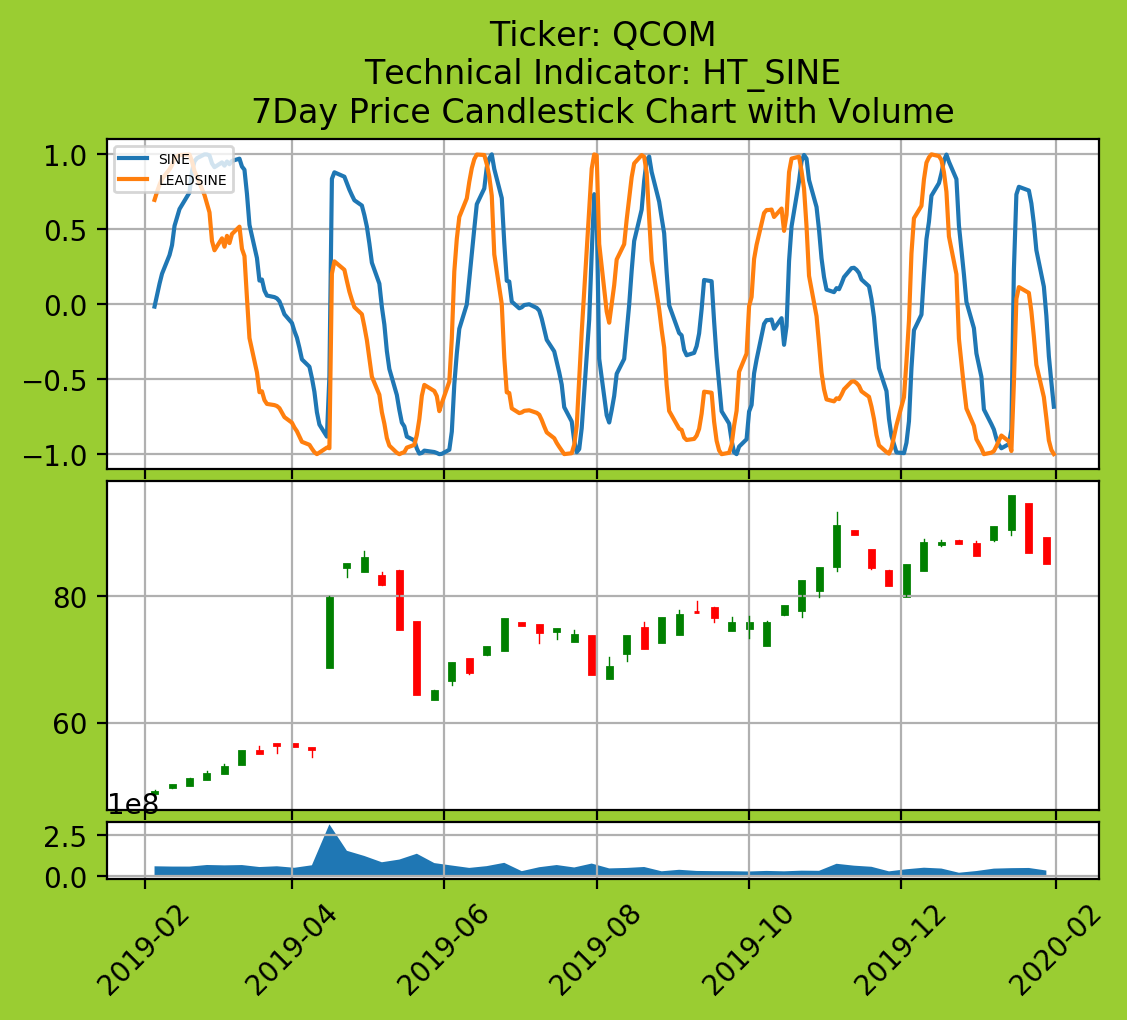 Ticker: QCOM
Technical Indicator: HT_SINE
7Day Price Candlestick Chart with Volume
1.0
0.5
0.0
−0.5
−1.0
SINE
LEADSINE
80
60
1e8
2.5
0.0
2019-02
2019-04
2019-06
2019-08
2019-10
2019-12
2020-02